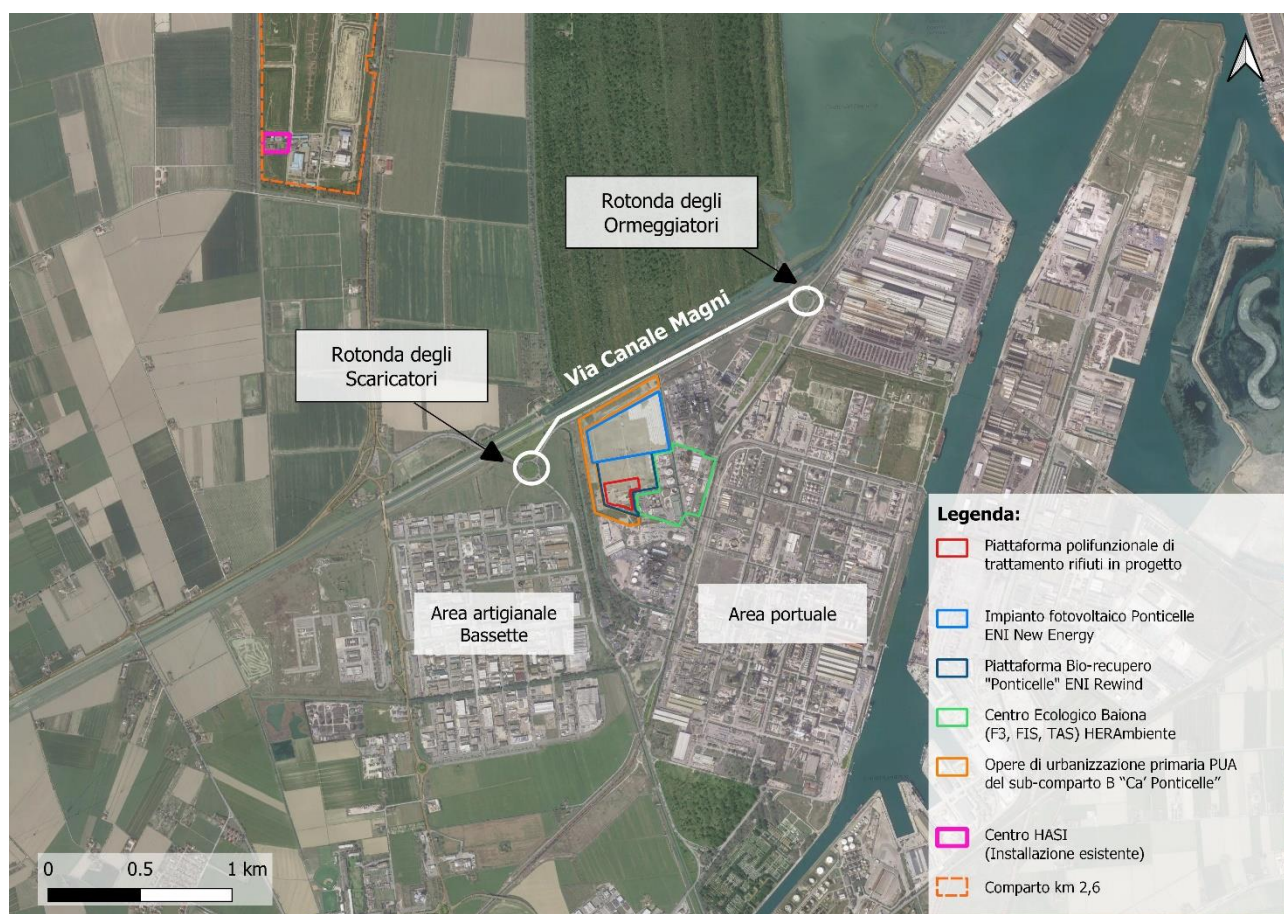 Rotonda degli
Ormeggiatori
Via Canale Magni
Rotonda degli
Scaricatori
Area artigianale
Bassette
Area portuale
Legenda:
Piattaforma polifunzionale di
trattamento rifiuti in progetto
Impianto fotovoltaico Ponticelle
ENI New Energy
Piattaforma Bio-recupero
"Ponticelle" ENI Rewind
Centro Ecologico Baiona
(F3, FIS, TAS) HERAmbiente
Opere di urbanizzazione primaria PUA
del sub-comparto B “Ca’ Ponticelle”
Centro HASI
(Installazione esistente)
Comparto km 2,6
0 0.5 1 km